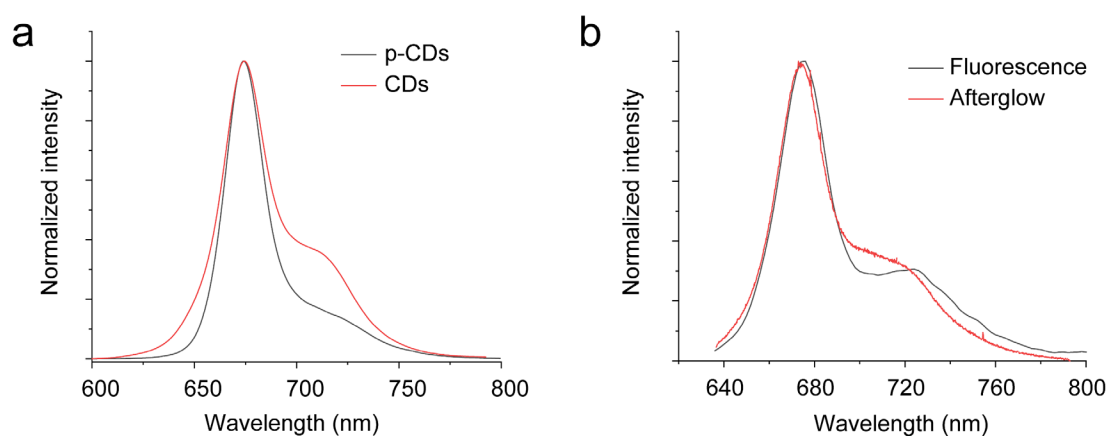 a
p-CDs
CDs
Normalized intensity
600 650 700 750 800
Wavelength (nm)
b
Fluorescence
Afterglow
Normalized intensity
640 680 720 760 800
Wavelength (nm)